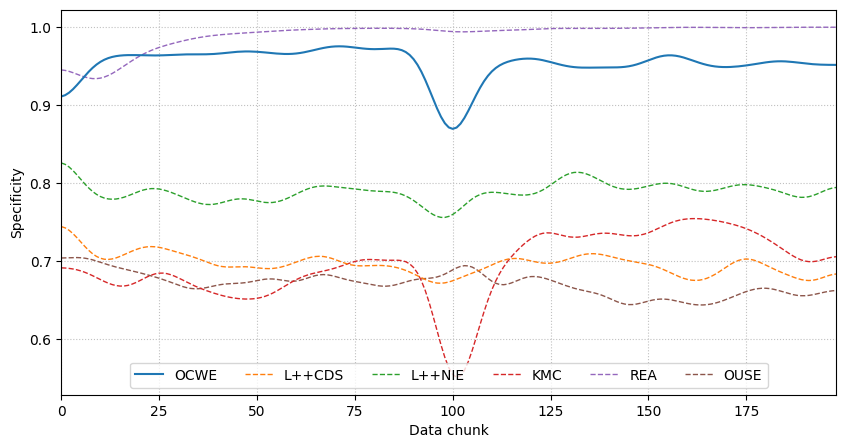 1.0
0.9
0.8
0.7
0.6
Specificity
OCWE L++CDS L++NIE KMC REA OUSE
0 25 50 75 100 125 150 175
Data chunk